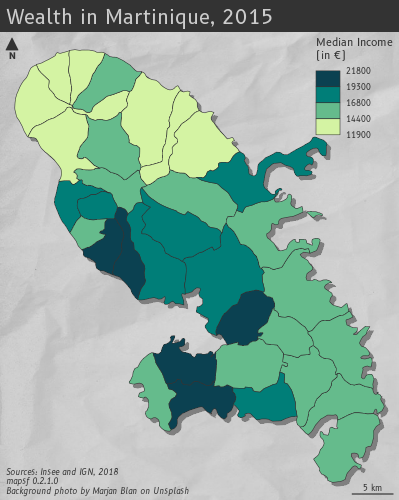 Wealth in Martinique, 2015
N
Median Income
[in €]
21800
19500
16800
14400
11900
Sources: Insee and IGN, 2018
mapsf 0.2.1.0
Background photo by Marjan Blan on Unsplash
5 km